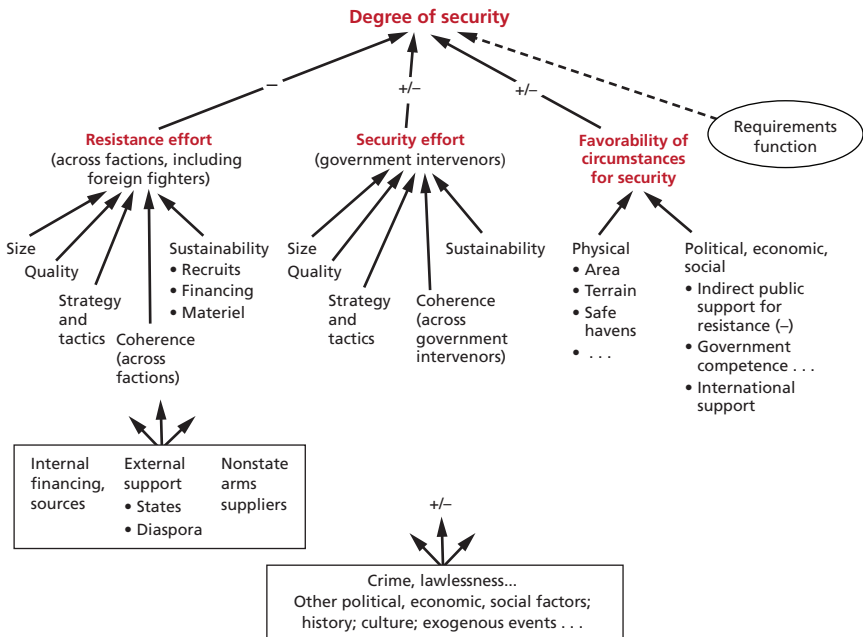 Degree of security
–
+/–
+/–
Requirements
function
Resistance effort
(across factions, including
foreign fighters)
Security effort
(government intervenors)
Favorability of
circumstances
for security
Size
Quality
Strategy
and
tactics
Coherence
(across
factions)
Sustainability
• Recruits
• Financing
• Materiel
Size
Quality
Strategy
and
tactics
Coherence
(across
government
intervenors)
Sustainability
Physical
• Area
• Terrain
• Safe
havens
• . . .
Political, economic,
social
• Indirect public
support for
resistance (–)
• Government
competence . . .
• International
support
Internal
financing,
sources
External
support
• States
• Diaspora
Nonstate
arms
suppliers
+/–
Crime, lawlessness...
Other political, economic, social factors;
history; culture; exogenous events . . .